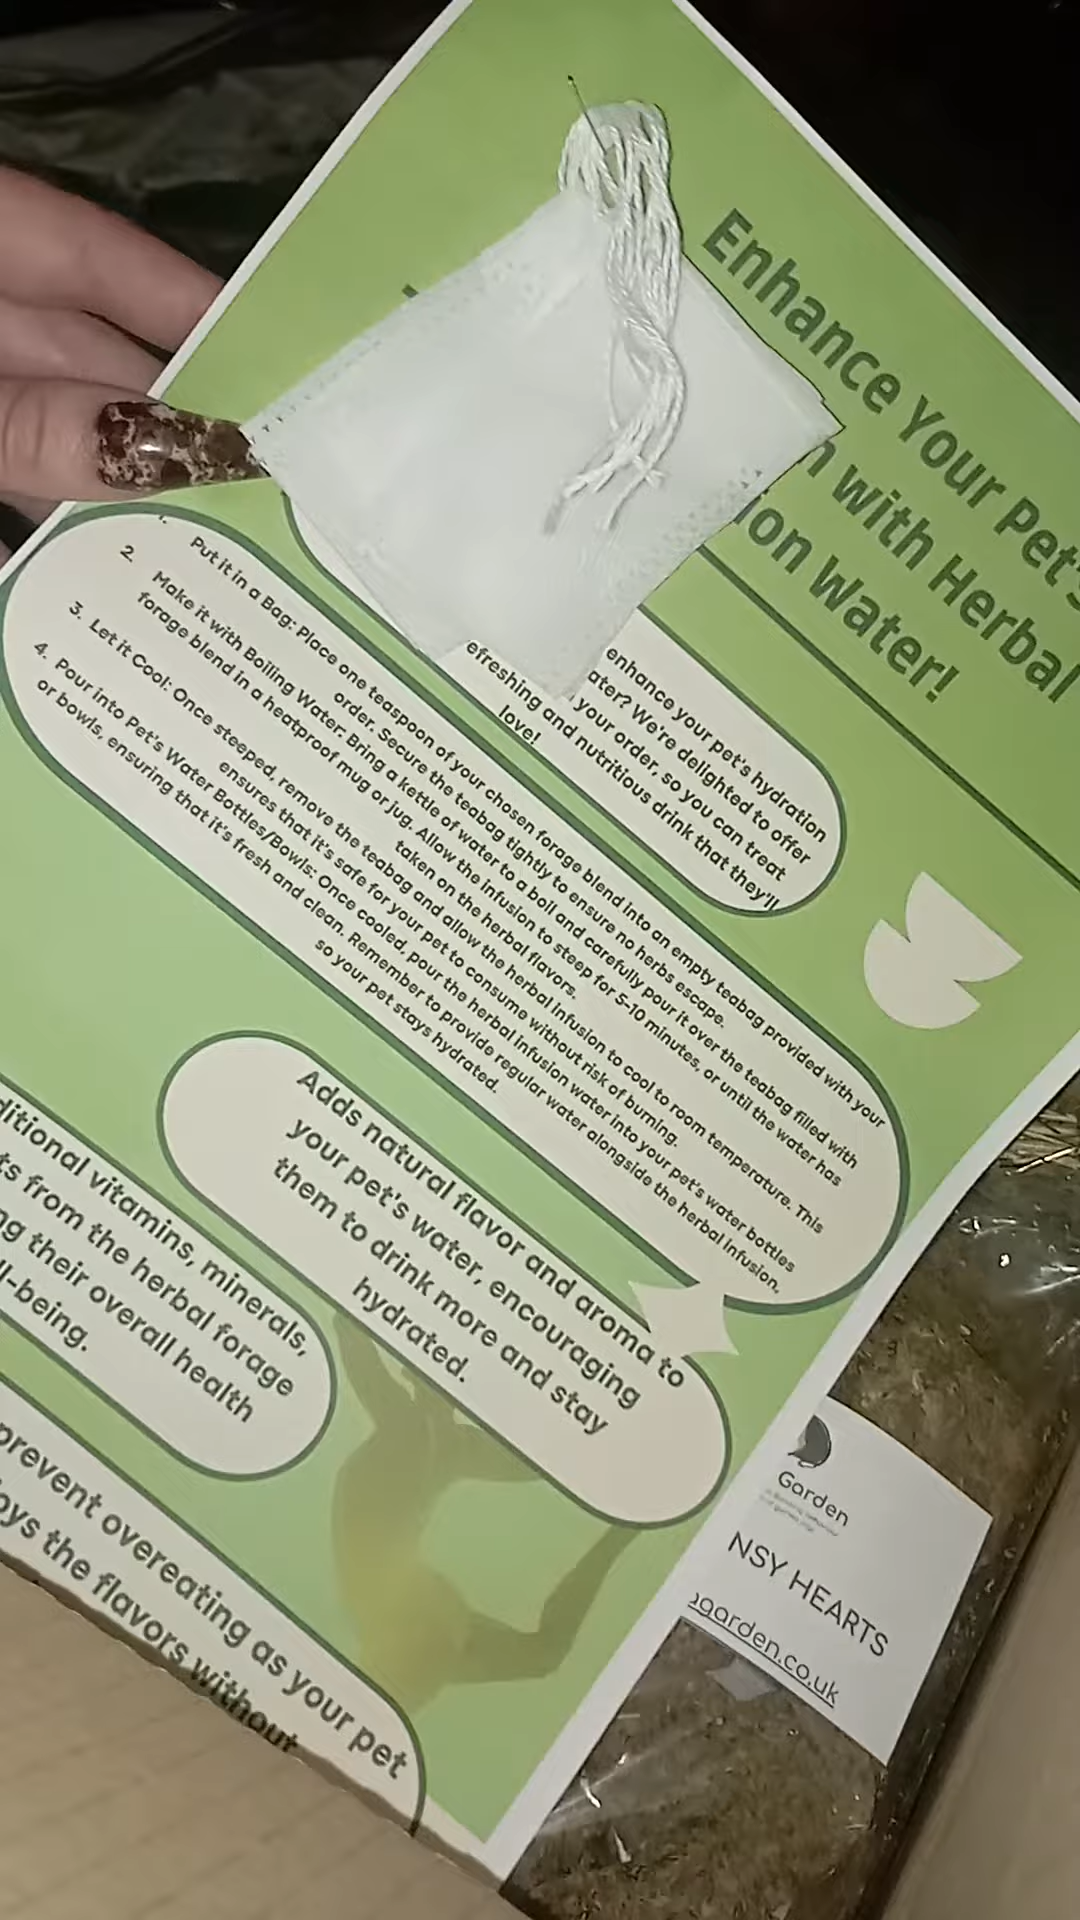 Enhance Your Pet's
with Herbal
ion Water!
enhance your pet's hydration
ater? We're delighted to offer
your order, so you can treat
efreshing and nutritious drink that they'll
love!
1. Put it in a Bag: Place one teaspoon of your chosen forage blend into an empty teabag provided with your
order. Secure the teabag tightly to ensure no herbs escape.
2. Make it with Boiling Water: Bring a kettle of water to a boil and carefully pour it over the teabag filled with
forage blend in a heatproof mug or jug. Allow the infusion to steep for 5-10 minutes, or until the water has
taken on the herbal flavors.
3. Let it Cool: Once steeped, remove the teabag and allow the herbal infusion to cool to room temperature. This
ensures that it's safe for your pet to consume without risk of burning.
4. Pour into Pet's Water Bottles/Bowls: Once cooled, pour the herbal infusion water into your pet's water bottles
or bowls, ensuring that it's fresh and clean. Remember to provide regular water alongside the herbal infusion,
so your pet stays hydrated.
Adds natural flavor and aroma to
your pet's water, encouraging
them to drink more and stay
hydrated.
ditional vitamins, minerals,
ts from the herbal forage
ng their overall health
ll-being.
prevent overeating as your pet
oys the flavors without
Garden
NSY HEARTS
garden.co.uk